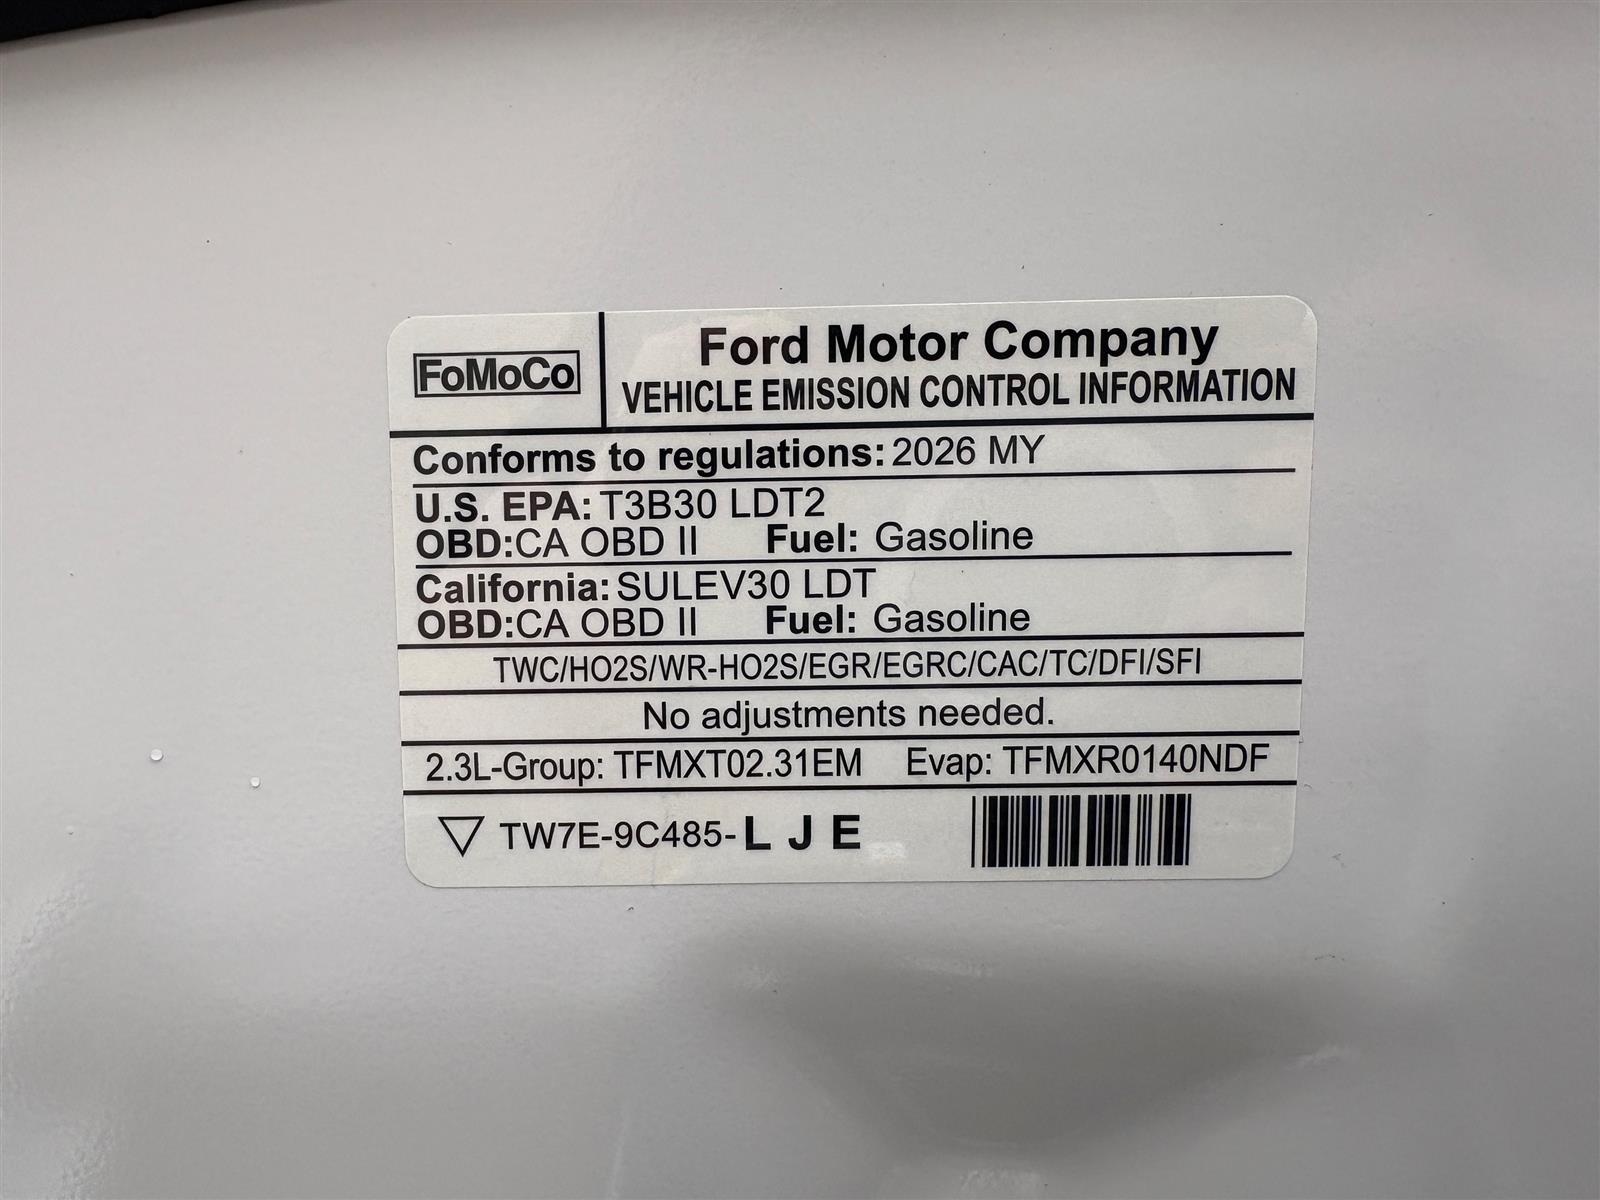 FoMoCo
Ford Motor Company
VEHICLE EMISSION CONTROL INFORMATION
Conforms to regulations: 2026 MY
U.S. EPA: T3B30 LDT2
OBD:CA OBD II Fuel: Gasoline
California: SULEV30 LDT
OBD:CA OBD II Fuel: Gasoline
TWC/HO2S/WR-HO2S/EGR/EGRC/CAC/TC/DFI/SFI
No adjustments needed.
2.3L-Group: TFMXT02.31EM Evap: TFMXR0140NDF
TW7E-9C485-L J E